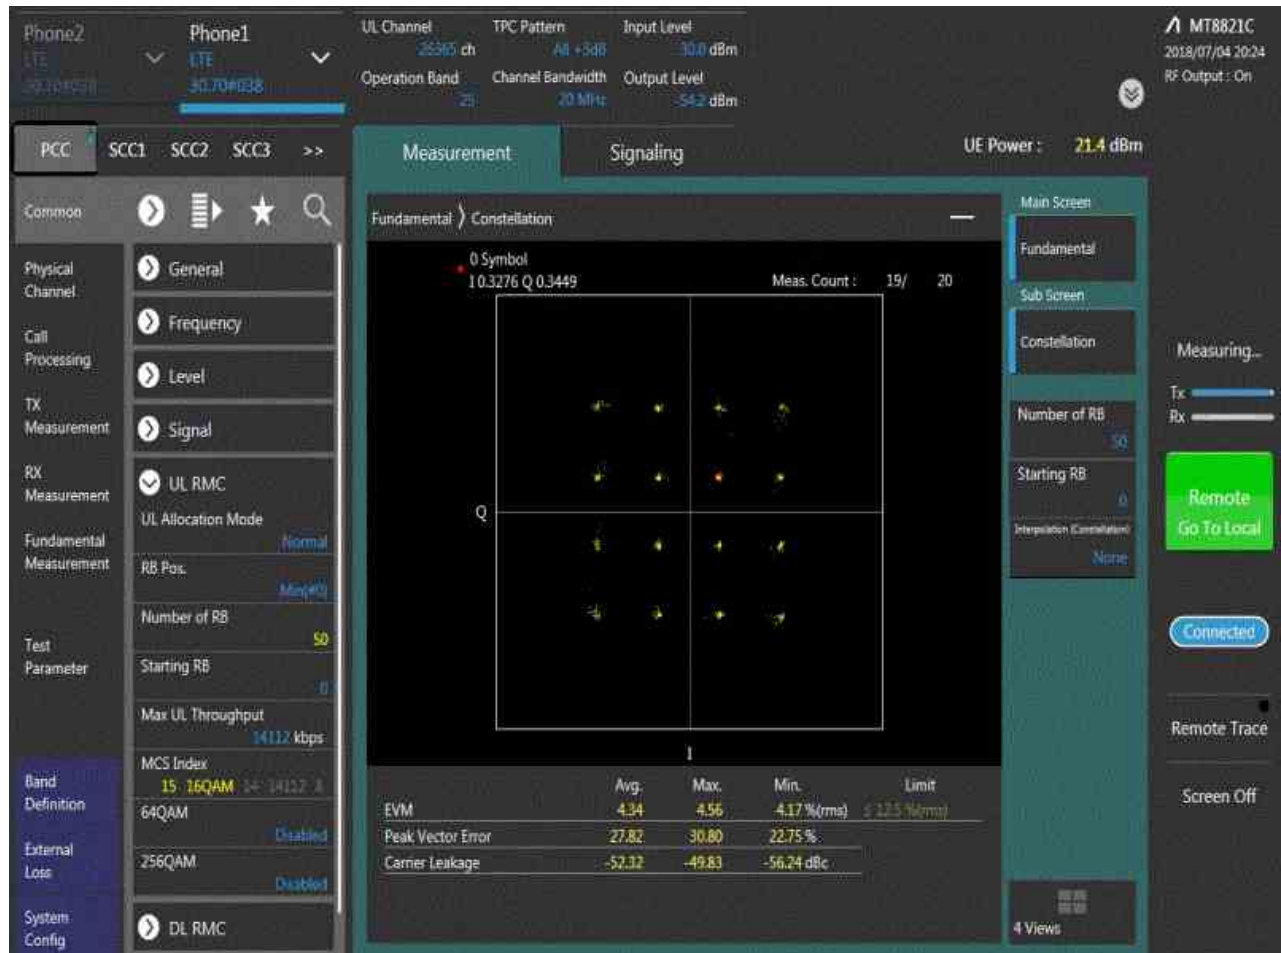 Phone2
LTE
Phone1
LTE
30.70#038
UL Channel
26365 ch
TPC Pattern
All +3dB
Input Level
30.0 dBm
Operation Band
25
Channel Bandwidth
20 MHz
Output Level
-54.2 dBm
MT8821C
2018/07/04 20:24
RF Output : On
PCC SCC1 SCC2 SCC3 >>
Measurement Signaling
UE Power : 21.4 dBm
Common
Physical
Channel
Call
Processing
TX
Measurement
RX
Measurement
Fundamental
Measurement
Test
Parameter
Band
Definition
External
Loss
System
Config
General
Frequency
Level
Signal
UL RMC
UL Allocation Mode
Normal
RB Pos.
Min(#0)
Number of RB
50
Starting RB
0
Max UL Throughput
14112 kbps
MCS Index
15 16QAM 14 14112
64QAM
Disabled
256QAM
Disabled
DL RMC
Fundamental Constellation
0 Symbol
I 0.3276 Q 0.3449
Meas. Count : 19/ 20
Q
I
Avg. Max. Min. Limit
EVM 4.34 4.56 4.17 %(rms) ≤ 12.5 %(rms)
Peak Vector Error 27.82 30.80 22.75 %
Carrier Leakage -52.32 -49.83 -56.24 dBc
Main Screen
Fundamental
Sub Screen
Constellation
Number of RB
50
Starting RB
0
Interpolation (Constellation)
None
4 Views
Measuring...
Tx
Rx
Remote
Go To Local
Connected
Remote Trace
Screen Off